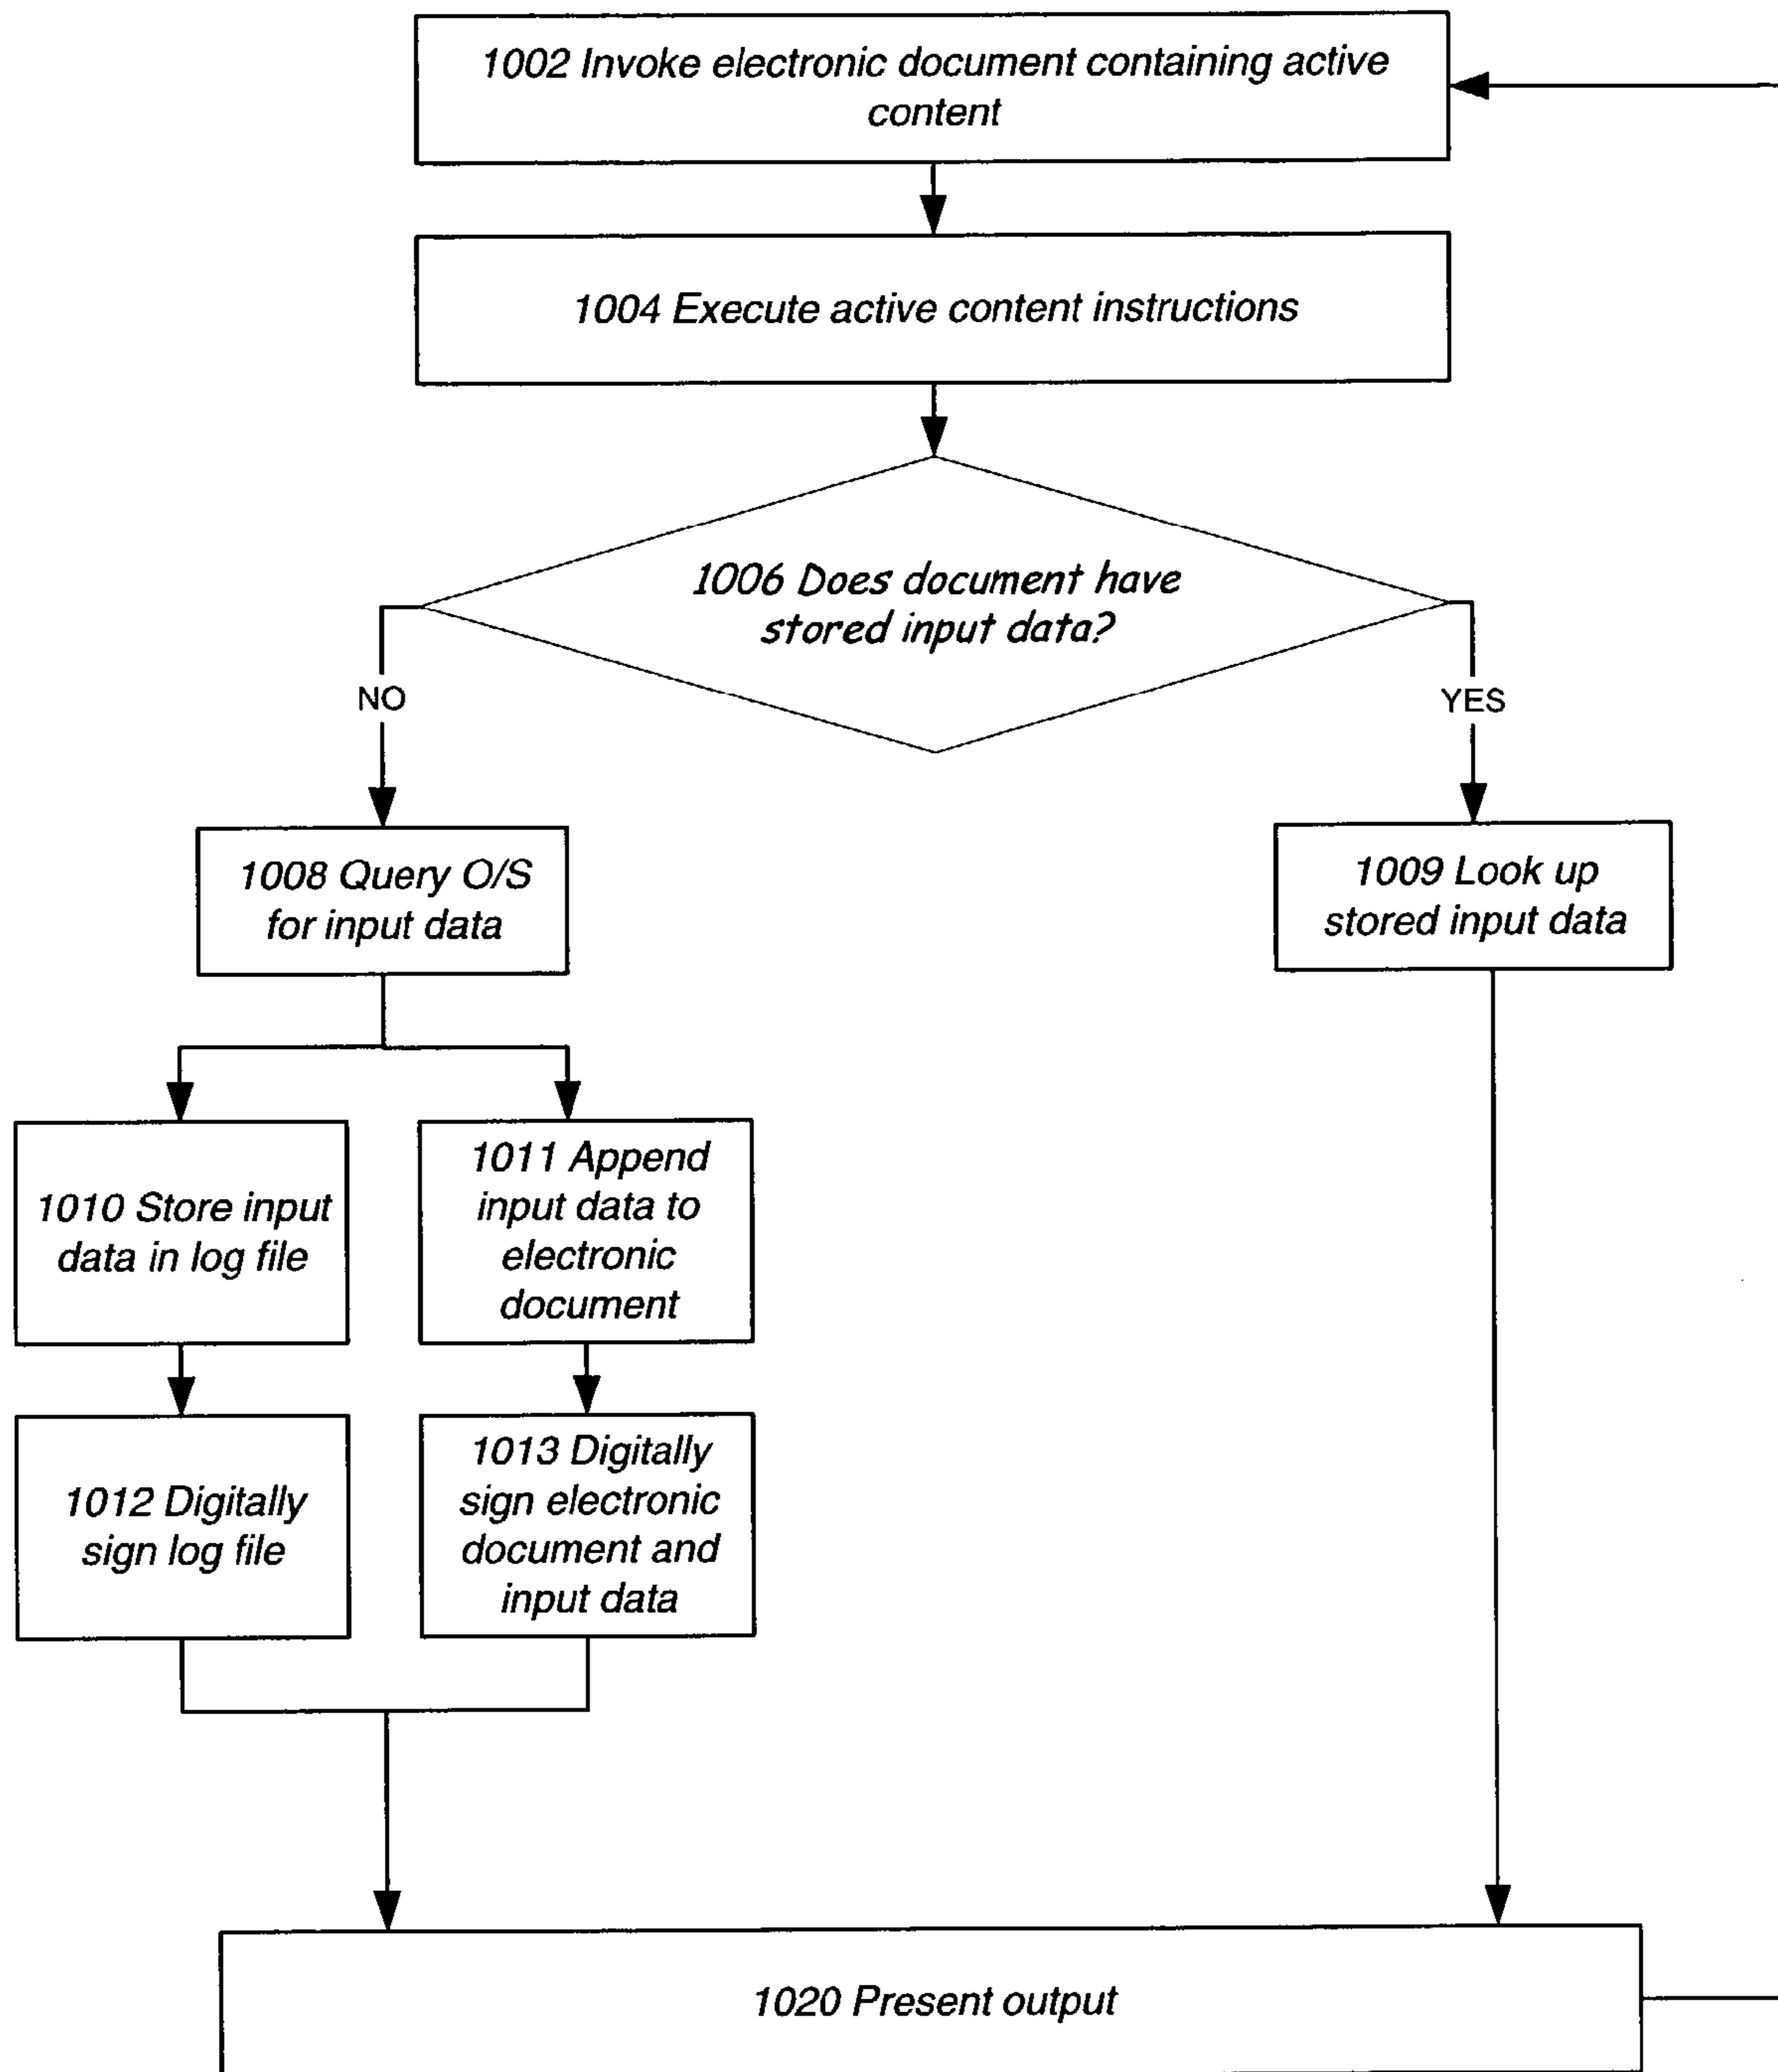 1002 Invoke electronic document containing active
content
1004 Execute active content instructions
1006 Does document have
stored input data?
NO
YES
1008 Query O/S
for input data
1009 Look up
stored input data
1010 Store input
data in log file
1011 Append
input data to
electronic
document
1012 Digitally
sign log file
1013 Digitally
sign electronic
document and
input data
1020 Present output